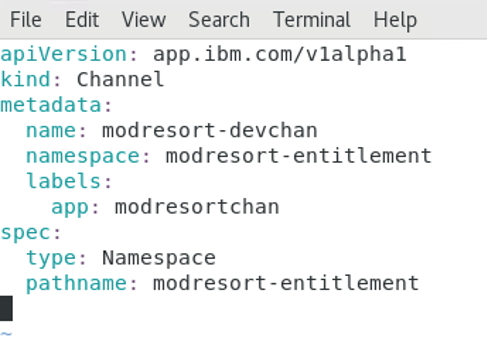 File Edit View Search Terminal Help
apiVersion: app.ibm.com/v1alpha1
kind: Channel
metadata:
  name: modresort-devchan
  namespace: modresort-entitlement
  labels:
    app: modresortchan
spec:
  type: Namespace
  pathname: modresort-entitlement
~